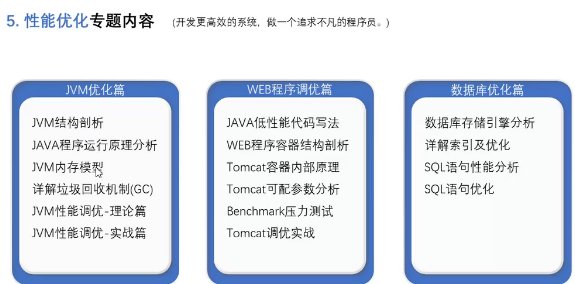 5. 性能优化专题内容 (开发更高效的系统，做一个追求不凡的程序员。)
JVM优化篇
JVM结构剖析
JAVA程序运行原理分析
JVM内存模型
详解垃圾回收机制(GC)
JVM性能调优-理论篇
JVM性能调优-实战篇
WEB程序调优篇
JAVA低性能代码写法
WEB程序容器结构剖析
Tomcat容器内部原理
Tomcat可配参数分析
Benchmark压力测试
Tomcat调优实战
数据库优化篇
数据库存储引擎分析
详解索引及优化
SQL语句性能分析
SQL语句优化